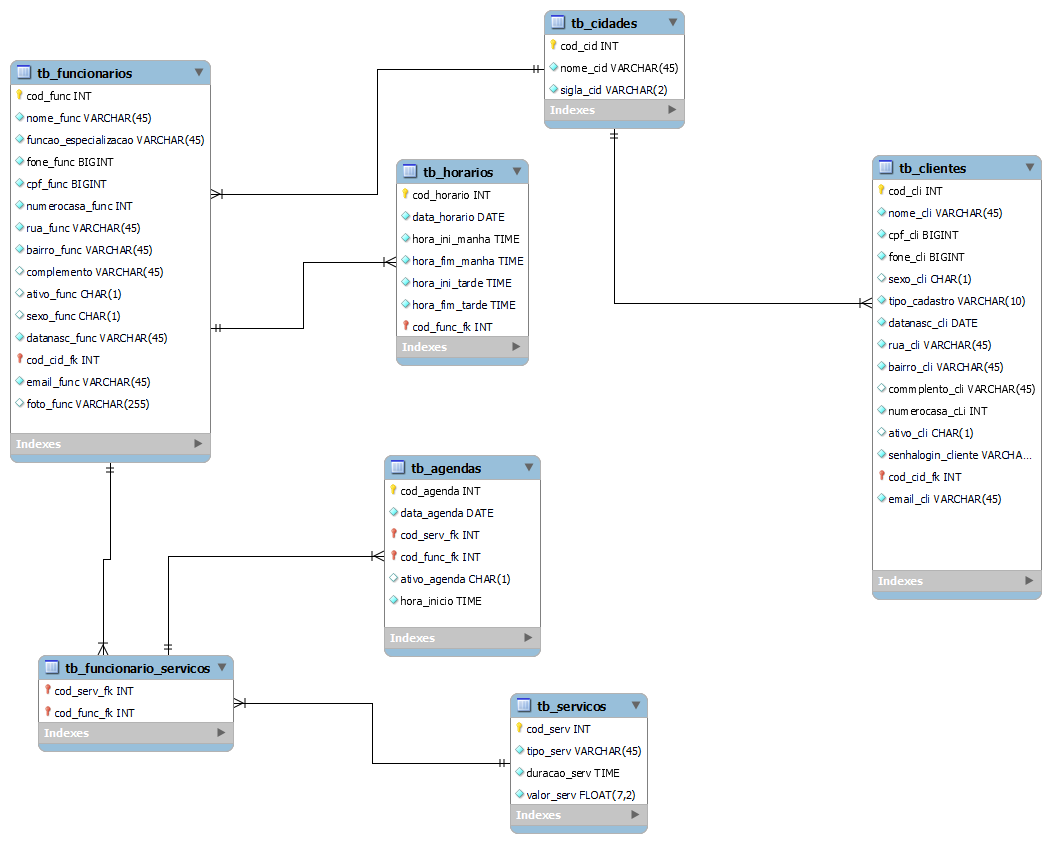 tb_cidades
cod_cid INT
nome_cid VARCHAR(45)
sigla_cid VARCHAR(2)
Indexes
tb_funcionarios
cod_func INT
nome_func VARCHAR(45)
funcao_especializacao VARCHAR(45)
fone_func BIGINT
cpf_func BIGINT
numerocasa_func INT
rua_func VARCHAR(45)
bairro_func VARCHAR(45)
complemento VARCHAR(45)
ativo_func CHAR(1)
sexo_func CHAR(1)
datanasc_func VARCHAR(45)
cod_cid_fk INT
email_func VARCHAR(45)
foto_func VARCHAR(255)
Indexes
tb_horarios
cod_horario INT
data_horario DATE
hora_ini_manha TIME
hora_fim_manha TIME
hora_ini_tarde TIME
hora_fim_tarde TIME
cod_func_fk INT
Indexes
tb_clientes
cod_cli INT
nome_cli VARCHAR(45)
cpf_cli BIGINT
fone_cli BIGINT
sexo_cli CHAR(1)
tipo_cadastro VARCHAR(10)
datanasc_cli DATE
rua_cli VARCHAR(45)
bairro_cli VARCHAR(45)
commplento_cli VARCHAR(45)
numerocasa_cLi INT
ativo_cli CHAR(1)
senhalogin_cliente VARCHA...
cod_cid_fk INT
email_cli VARCHAR(45)
Indexes
tb_agendas
cod_agenda INT
data_agenda DATE
cod_serv_fk INT
cod_func_fk INT
ativo_agenda CHAR(1)
hora_inicio TIME
Indexes
tb_funcionario_servicos
cod_serv_fk INT
cod_func_fk INT
Indexes
tb_servicos
cod_serv INT
tipo_serv VARCHAR(45)
duracao_serv TIME
valor_serv FLOAT(7,2)
Indexes